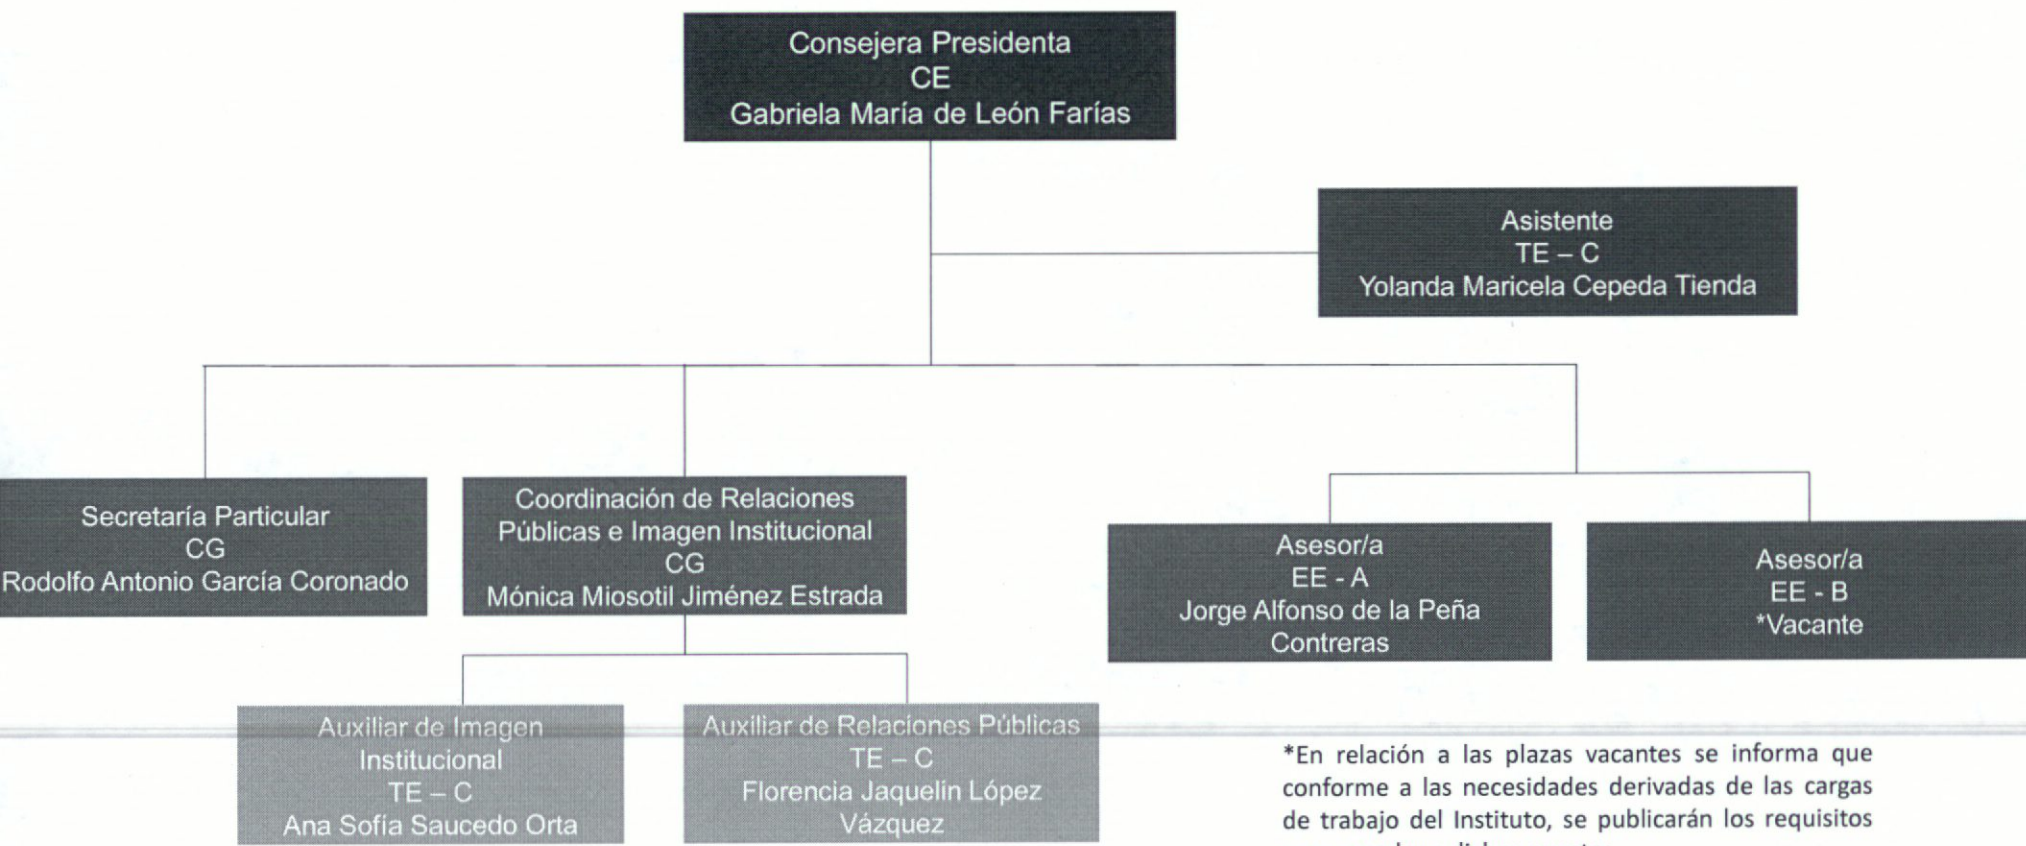 Consejera Presidenta
CE
Gabriela María de León Farías
Asistente
TE – C
Yolanda Maricela Cepeda Tienda
Secretaría Particular
CG
Rodolfo Antonio García Coronado
Coordinación de Relaciones
Públicas e Imagen Institucional
CG
Mónica Miosotil Jiménez Estrada
Asesor/a
EE - A
Jorge Alfonso de la Peña
Contreras
Asesor/a
EE - B
*Vacante
Auxiliar de Imagen
Institucional
TE – C
Ana Sofía Saucedo Orta
Auxiliar de Relaciones Públicas
TE – C
Florencia Jaquelín López
Vázquez
*En relación a las plazas vacantes se informa que
conforme a las necesidades derivadas de las cargas
de trabajo del Instituto, se publicarán los requisitos